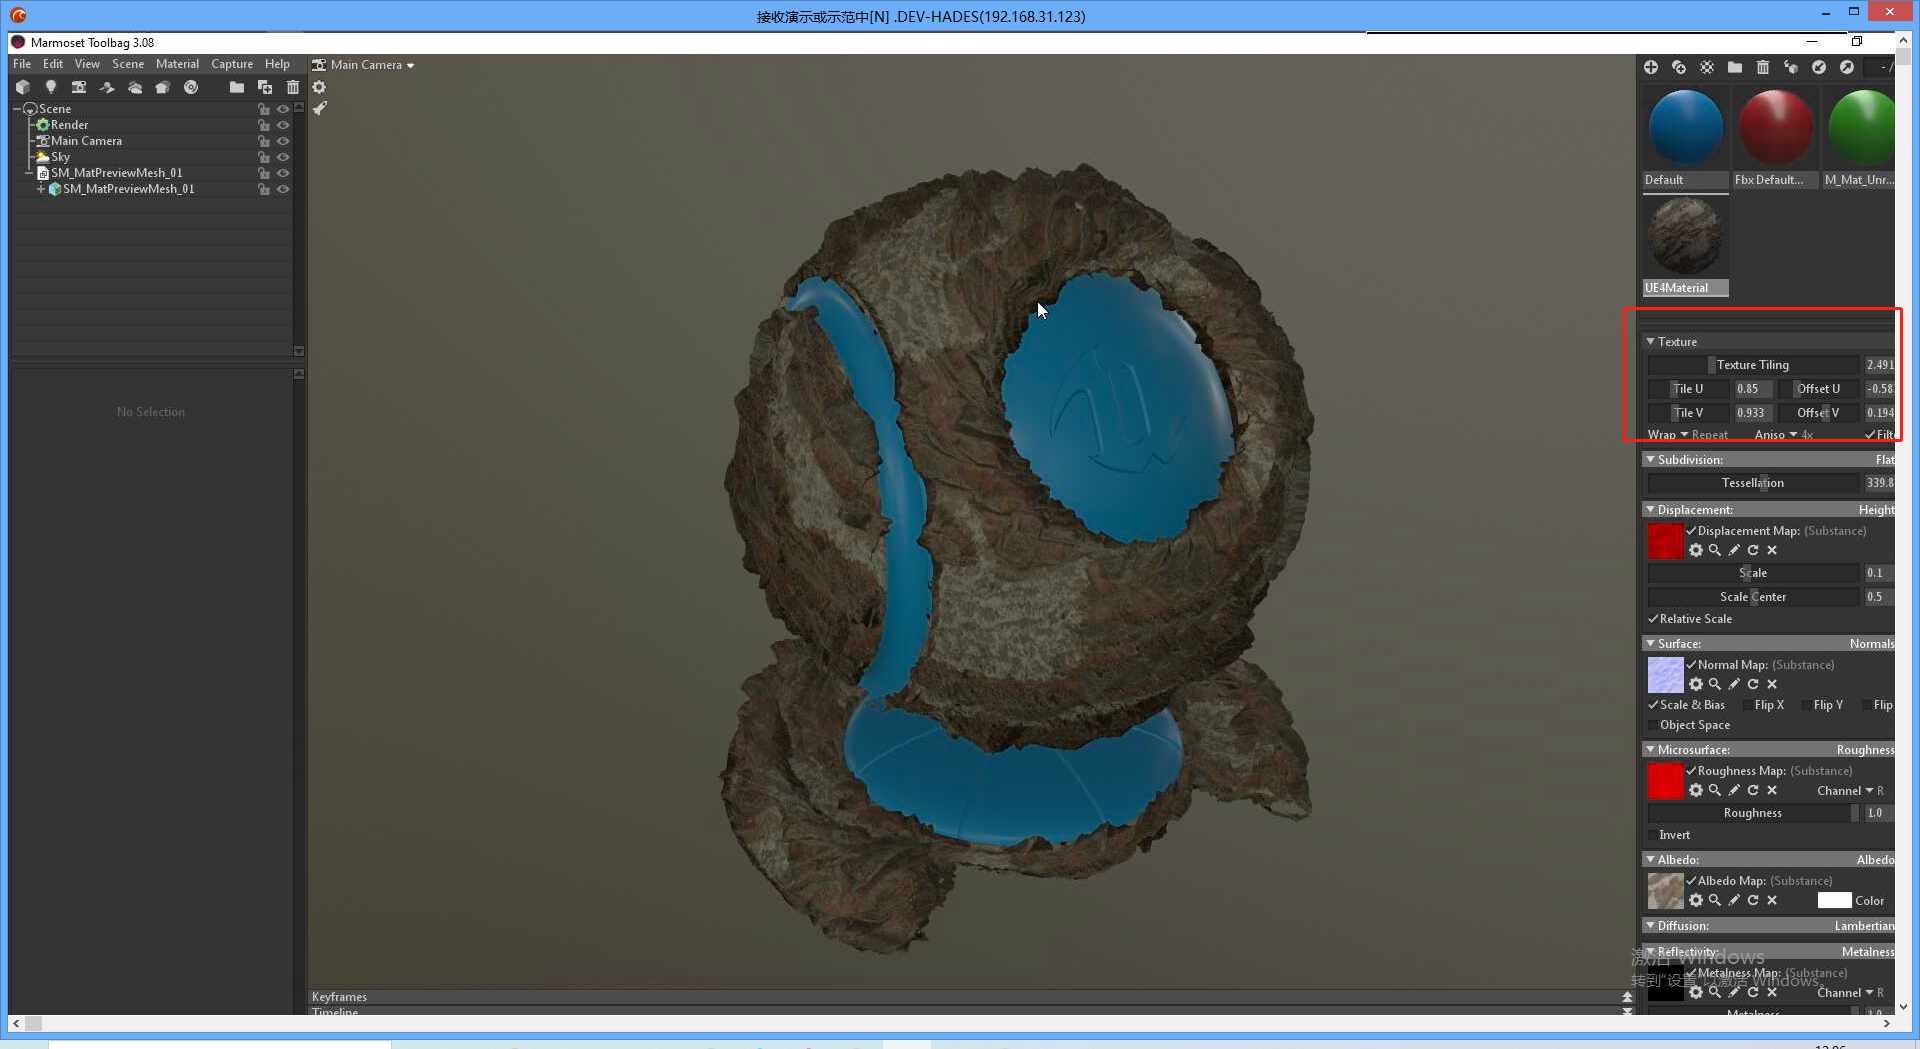 接收演示或示范中[N] .DEV-HADES(192.168.31.123)
Marmoset Toolbag 3.08
File Edit View Scene Material Capture Help
Main Camera
Scene
Render
Main Camera
Sky
SM_MatPreviewMesh_01
SM_MatPreviewMesh_01
No Selection
Default Fbx Default... M_Mat_Unr...
UE4Material
Texture
Texture Tiling 2.491
Tile U 0.85 Offset U -0.58
Tile V 0.933 Offset V 0.194
Wrap Repeat Aniso 4x Filt
Subdivision: Flat
Tessellation 339.8
Displacement: Height
Displacement Map: (Substance)
Scale 0.1
Scale Center 0.5
Relative Scale
Surface: Normals
Normal Map: (Substance)
Scale & Bias Flip X Flip Y Flip
Object Space
Microsurface: Roughness
Roughness Map: (Substance)
Channel R
Roughness 1.0
Invert
Albedo: Albedo
Albedo Map: (Substance)
Color
Diffusion: Lambertian
Reflectivity: Metalness
激活 Windows
Metalness Map: (Substance)
转到"设置"以激活 Windows。
Channel R
Metalness 1.0
Keyframes
Timeline